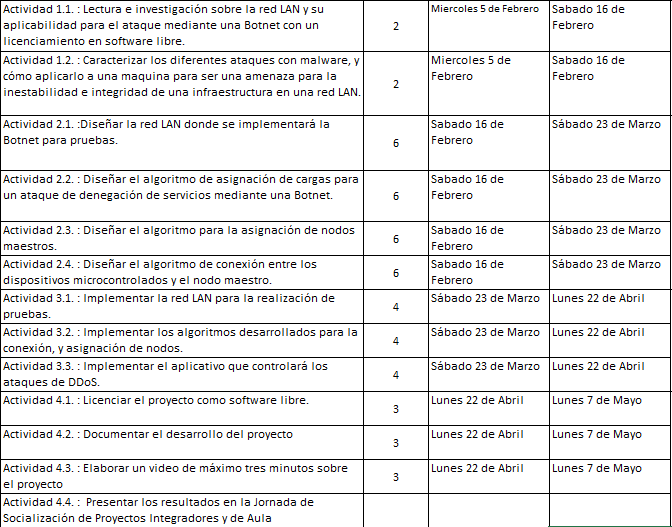 Actividad 1.1. : Lectura e investigación sobre la red LAN y su
aplicabilidad para el ataque mediante una Botnet con un
licenciamiento en software libre.
2
Miercoles 5 de Febrero
Sabado 16 de
Febrero
Actividad 1.2. : Caracterizar los diferentes ataques con malware, y
cómo aplicarlo a una maquina para ser una amenaza para la
inestabilidad e integridad de una infraestructura en una red LAN.
2
Miercoles 5 de
Febrero
Sabado 16 de
Febrero
Actividad 2.1. :Diseñar la red LAN donde se implementará la
Botnet para pruebas.
6
Sabado 16 de
Febrero
Sábado 23 de Marzo
Actividad 2.2. : Diseñar el algoritmo de asignación de cargas para
un ataque de denegación de servicios mediante una Botnet.
6
Sabado 16 de
Febrero
Sábado 23 de Marzo
Actividad 2.3. : Diseñar el algoritmo para la asignación de nodos
maestros.
6
Sabado 16 de
Febrero
Sábado 23 de Marzo
Actividad 2.4. : Diseñar el algoritmo de conexión entre los
dispositivos microcontrolados y el nodo maestro.
6
Sabado 16 de
Febrero
Sábado 23 de Marzo
Actividad 3.1. : Implementar la red LAN para la realización de
pruebas.
4
Sábado 23 de Marzo
Lunes 22 de Abril
Actividad 3.2. : Implementar los algoritmos desarrollados para la
conexión, y asignación de nodos.
4
Sábado 23 de Marzo
Lunes 22 de Abril
Actividad 3.3. : Implementar el aplicativo que controlará los
ataques de DDoS.
4
Sábado 23 de Marzo
Lunes 22 de Abril
Actividad 4.1. : Licenciar el proyecto como software libre.
3
Lunes 22 de Abril
Lunes 7 de Mayo
Actividad 4.2. : Documentar el desarrollo del proyecto
3
Lunes 22 de Abril
Lunes 7 de Mayo
Actividad 4.3. : Elaborar un video de máximo tres minutos sobre
el proyecto
3
Lunes 22 de Abril
Lunes 7 de Mayo
Actividad 4.4. :  Presentar los resultados en la Jornada de
Socialización de Proyectos Integradores y de Aula